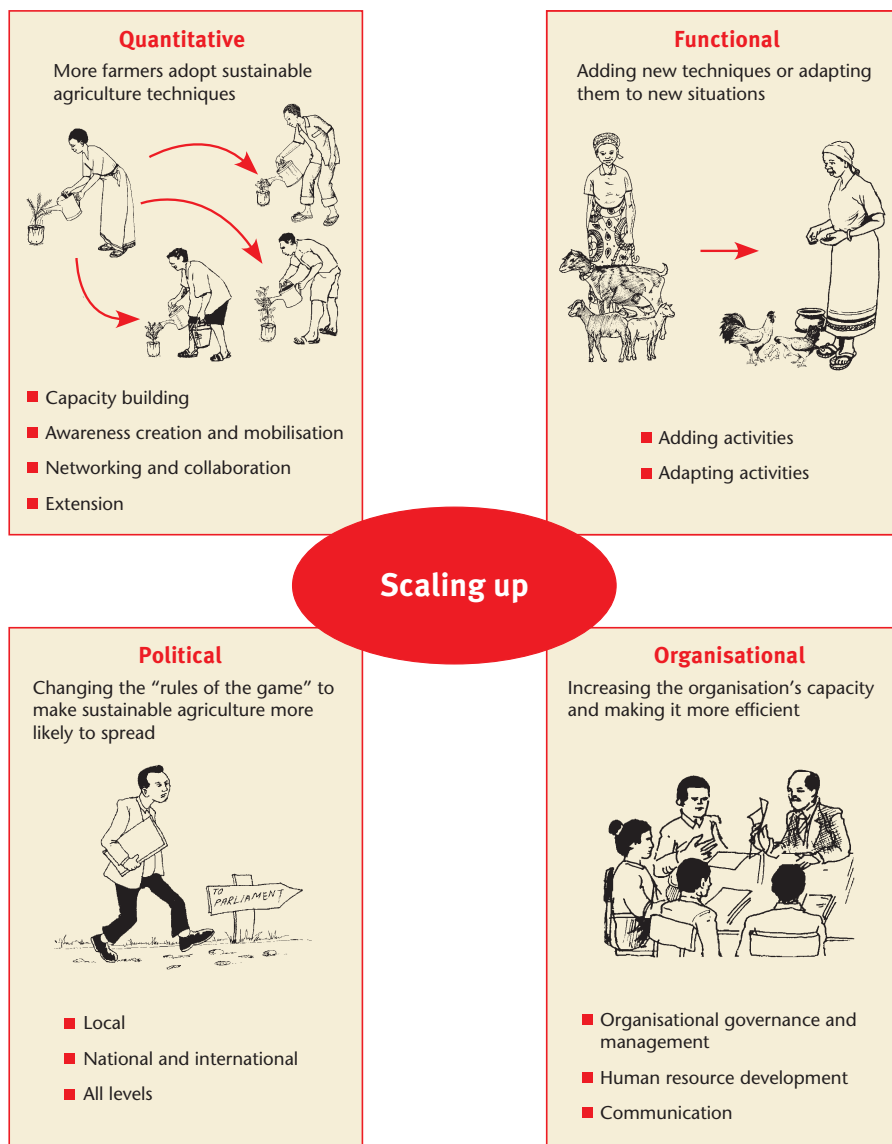 Quantitative
More farmers adopt sustainable
agriculture techniques
Capacity building
Awareness creation and mobilisation
Networking and collaboration
Extension
Functional
Adding new techniques or adapting
them to new situations
Adding activities
Adapting activities
Scaling up
Political
Changing the “rules of the game” to
make sustainable agriculture more
likely to spread
TO
PARLIAMENT
Local
National and international
All levels
Organisational
Increasing the organisation’s capacity
and making it more efficient
Organisational governance and
management
Human resource development
Communication